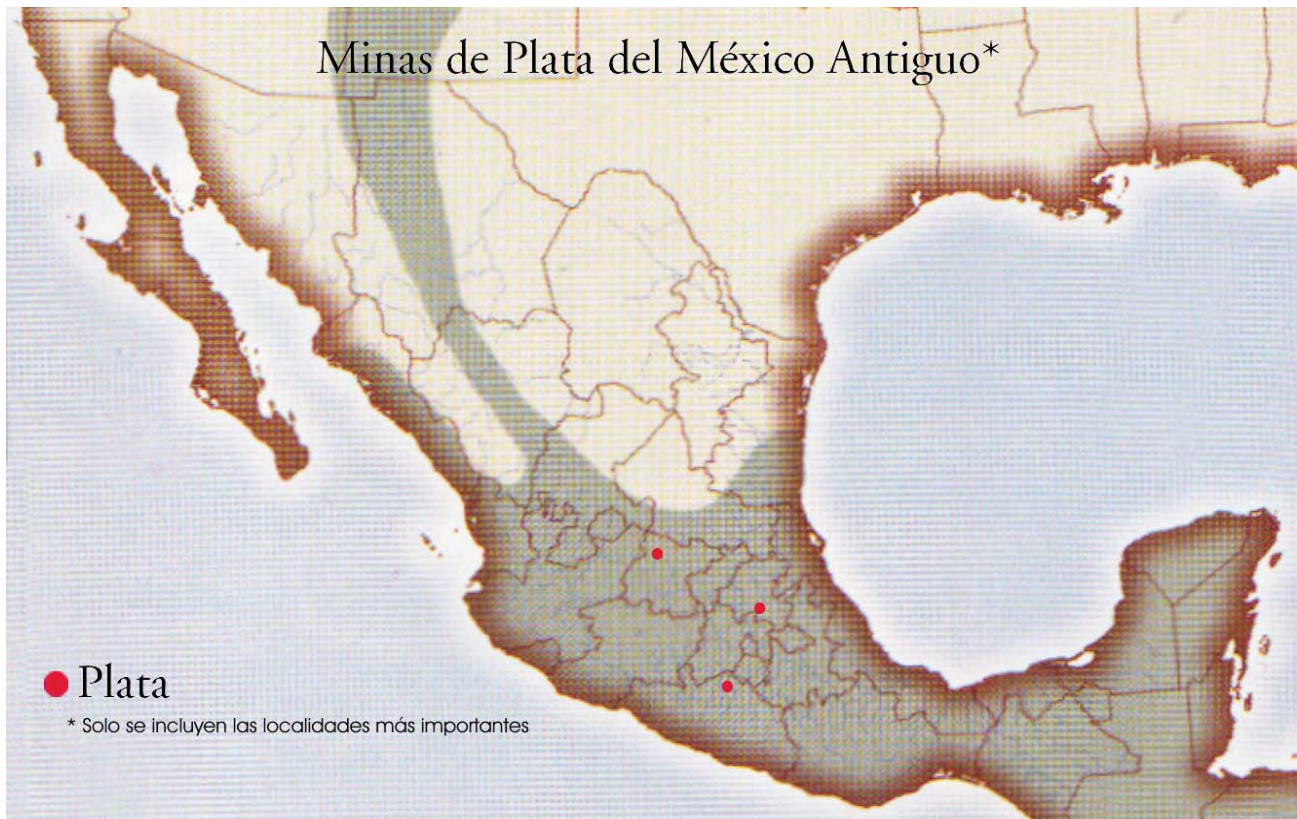 Minas de Plata del México Antiguo*
Plata
* Solo se incluyen las localidades más importantes